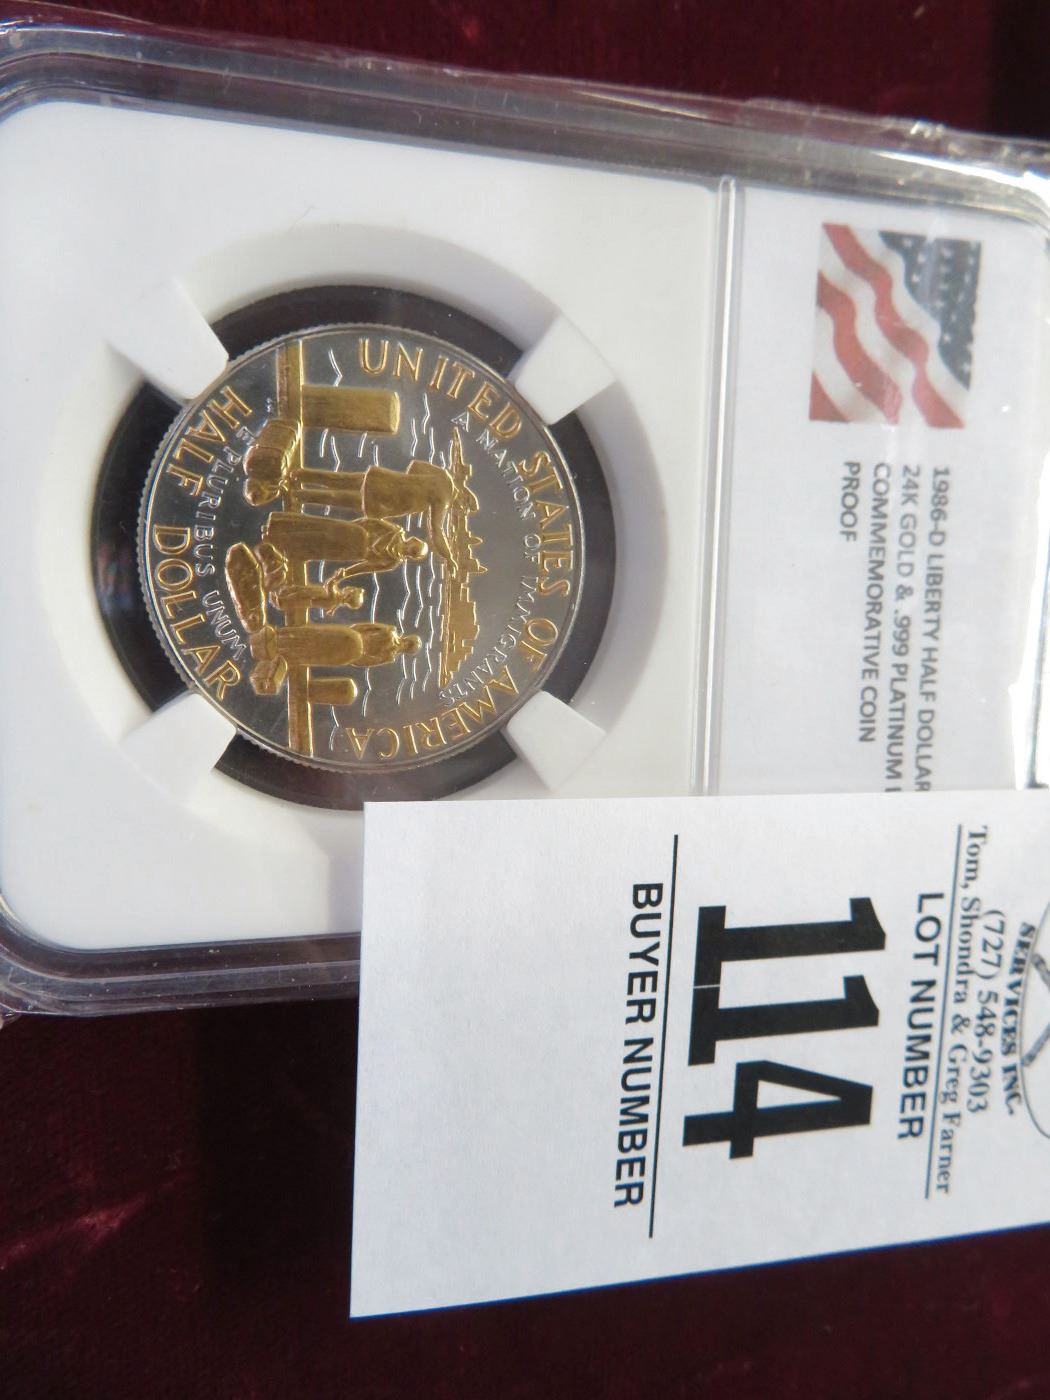 1986-D LIBERTY HALF DOLLAR
24K GOLD & .999 PLATINUM
COMMEMORATIVE COIN
PROOF
UNITED STATES OF AMERICA
A NATION OF IMMIGRANTS
E PLURIBUS UNUM
HALF DOLLAR
SERVICES INC.
(727) 548-9303
Tom, Shondra & Greg Farner
LOT NUMBER
114
BUYER NUMBER